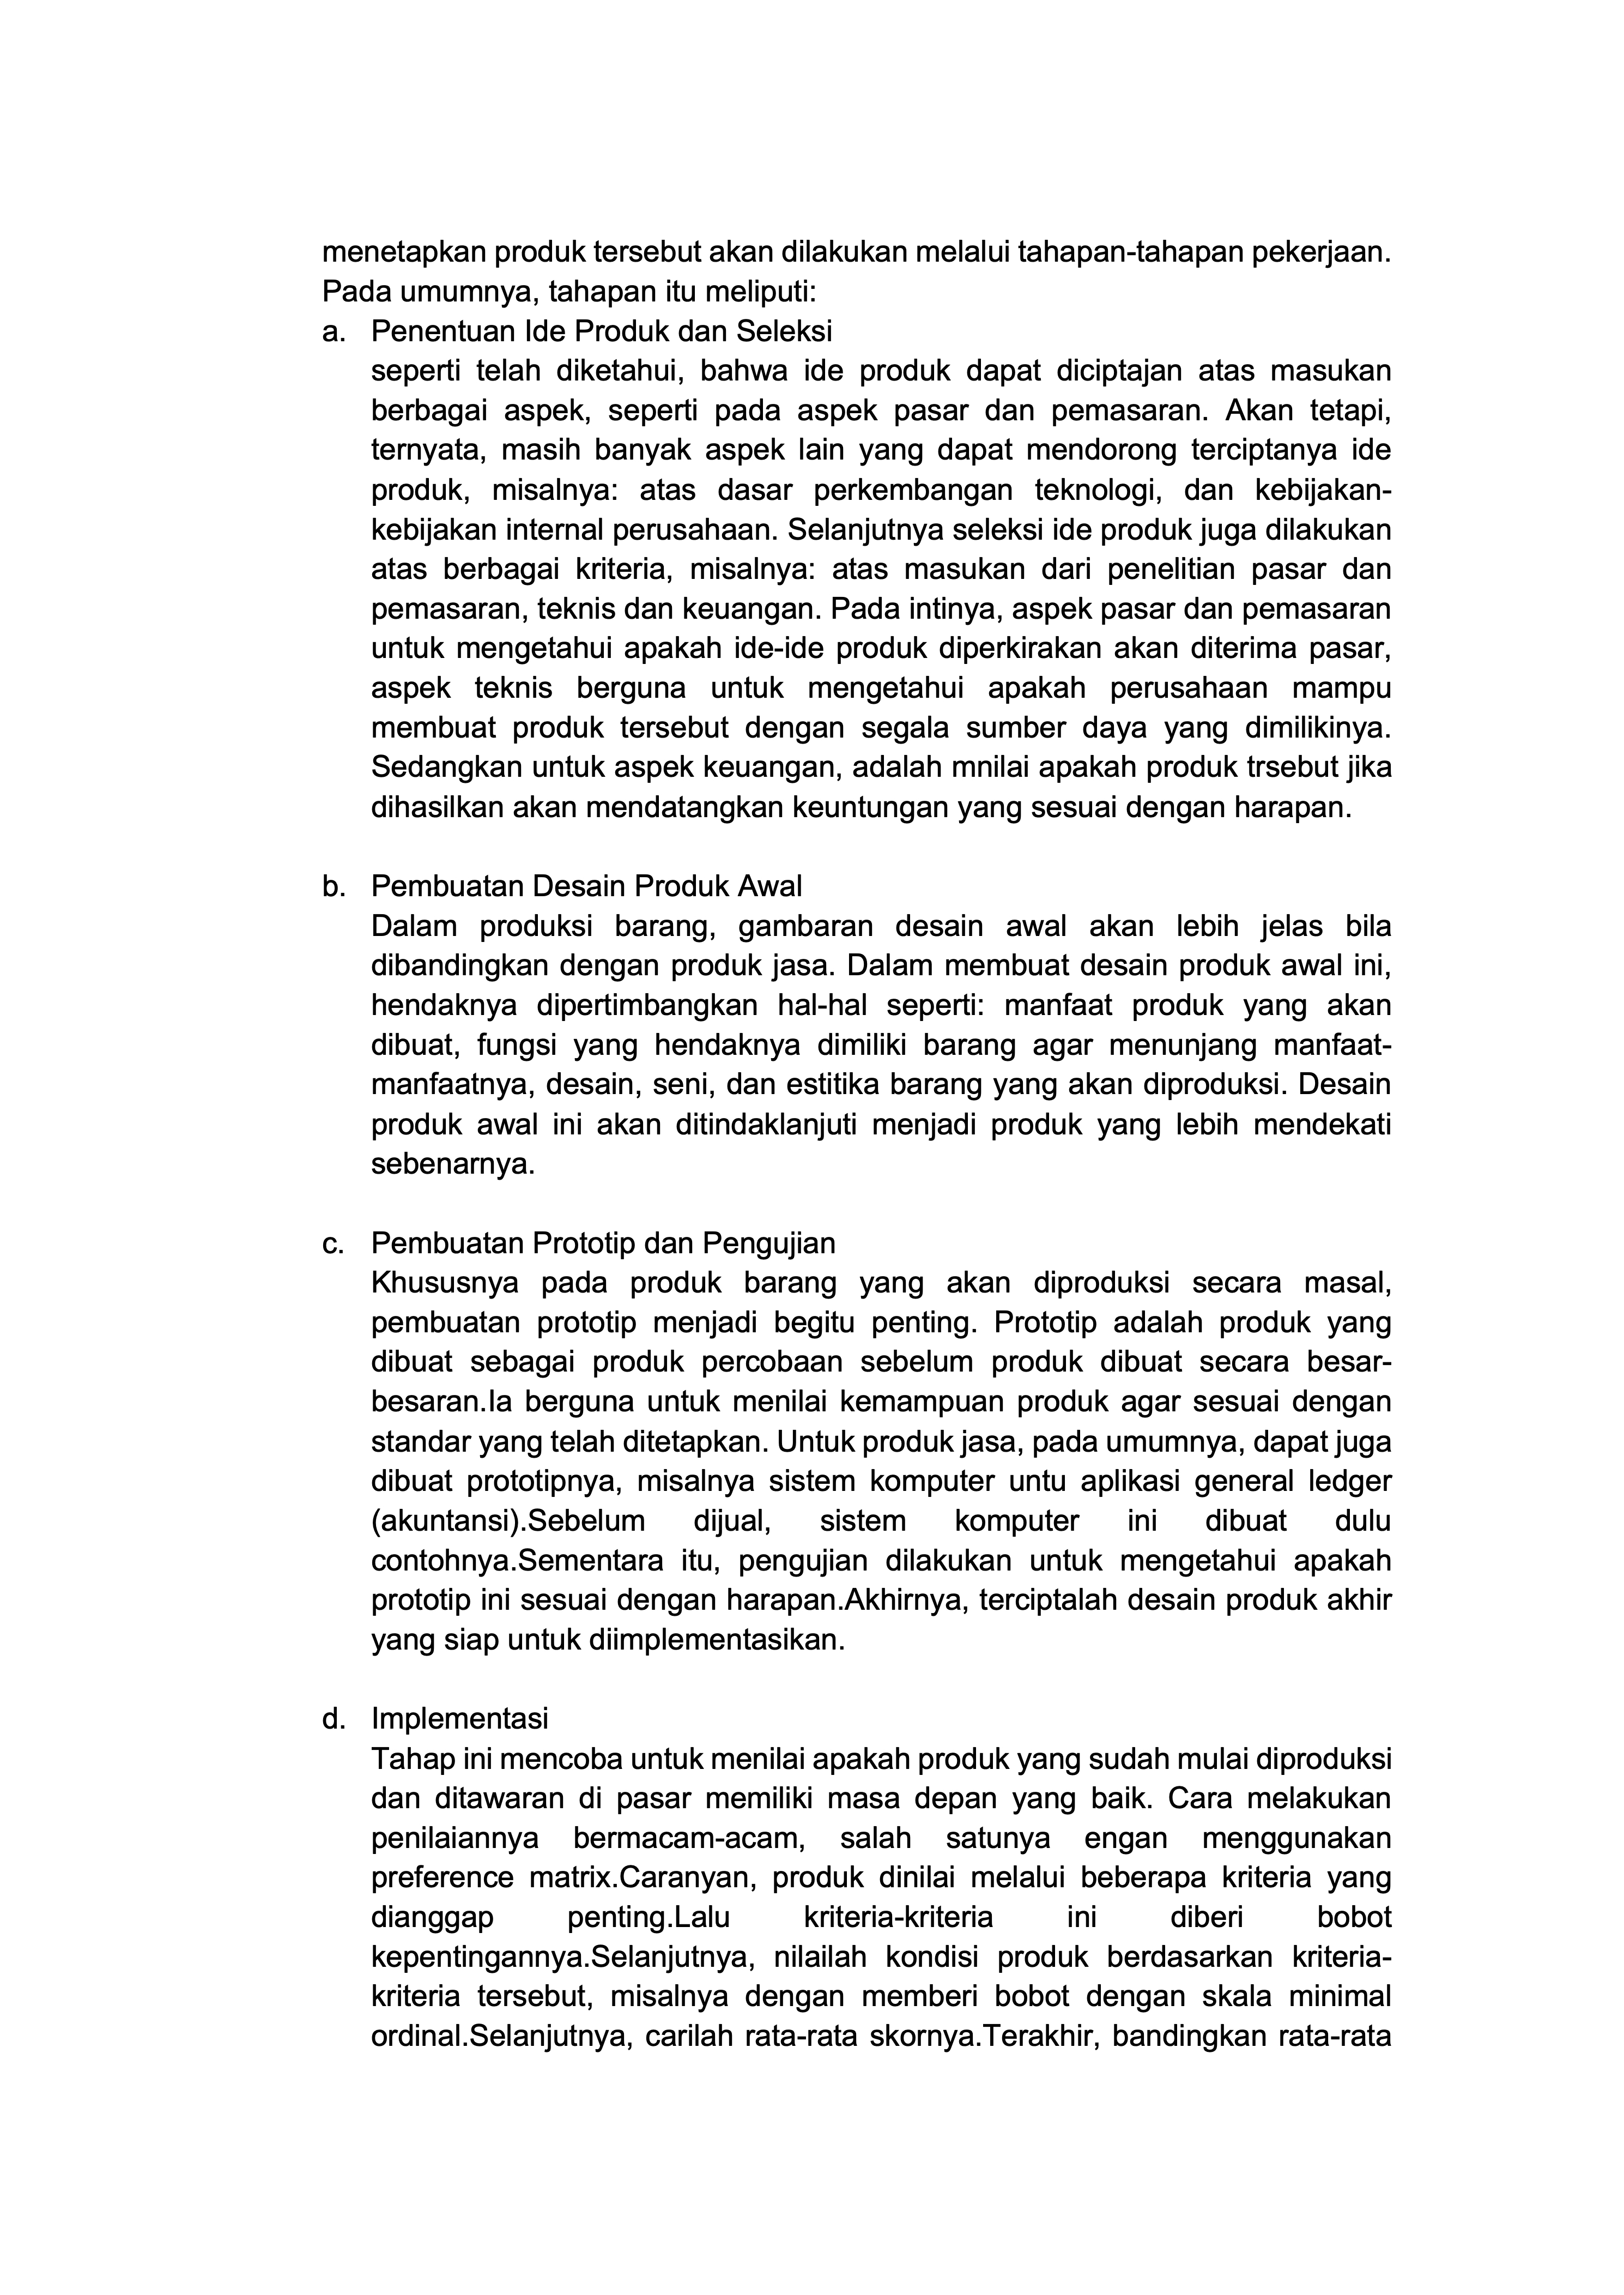 menetapkan produk tersebut akan dilakukan melalui tahapan-tahapan pekerjaan.
Pada umumnya, tahapan itu meliputi:
a. Penentuan Ide Produk dan Seleksi
seperti telah diketahui, bahwa ide produk dapat diciptajan atas masukan
berbagai aspek, seperti pada aspek pasar dan pemasaran. Akan tetapi,
ternyata, masih banyak aspek lain yang dapat mendorong terciptanya ide
produk, misalnya: atas dasar perkembangan teknologi, dan kebijakan-
kebijakan internal perusahaan. Selanjutnya seleksi ide produk juga dilakukan
atas berbagai kriteria, misalnya: atas masukan dari penelitian pasar dan
pemasaran, teknis dan keuangan. Pada intinya, aspek pasar dan pemasaran
untuk mengetahui apakah ide-ide produk diperkirakan akan diterima pasar,
aspek teknis berguna untuk mengetahui apakah perusahaan mampu
membuat produk tersebut dengan segala sumber daya yang dimilikinya.
Sedangkan untuk aspek keuangan, adalah mnilai apakah produk trsebut jika
dihasilkan akan mendatangkan keuntungan yang sesuai dengan harapan.
b. Pembuatan Desain Produk Awal
Dalam produksi barang, gambaran desain awal akan lebih jelas bila
dibandingkan dengan produk jasa. Dalam membuat desain produk awal ini,
hendaknya dipertimbangkan hal-hal seperti: manfaat produk yang akan
dibuat, fungsi yang hendaknya dimiliki barang agar menunjang manfaat-
manfaatnya, desain, seni, dan estitika barang yang akan diproduksi. Desain
produk awal ini akan ditindaklanjuti menjadi produk yang lebih mendekati
sebenarnya.
c. Pembuatan Prototip dan Pengujian
Khususnya pada produk barang yang akan diproduksi secara masal,
pembuatan prototip menjadi begitu penting. Prototip adalah produk yang
dibuat sebagai produk percobaan sebelum produk dibuat secara besar-
besaran.Ia berguna untuk menilai kemampuan produk agar sesuai dengan
standar yang telah ditetapkan. Untuk produk jasa, pada umumnya, dapat juga
dibuat prototipnya, misalnya sistem komputer untu aplikasi general ledger
(akuntansi).Sebelum dijual, sistem komputer ini dibuat dulu
contohnya.Sementara itu, pengujian dilakukan untuk mengetahui apakah
prototip ini sesuai dengan harapan.Akhirnya, terciptalah desain produk akhir
yang siap untuk diimplementasikan.
d. Implementasi
Tahap ini mencoba untuk menilai apakah produk yang sudah mulai diproduksi
dan ditawaran di pasar memiliki masa depan yang baik. Cara melakukan
penilaiannya bermacam-acam, salah satunya engan menggunakan
preference matrix.Caranyan, produk dinilai melalui beberapa kriteria yang
dianggap penting.Lalu kriteria-kriteria ini diberi bobot
kepentingannya.Selanjutnya, nilailah kondisi produk berdasarkan kriteria-
kriteria tersebut, misalnya dengan memberi bobot dengan skala minimal
ordinal.Selanjutnya, carilah rata-rata skornya.Terakhir, bandingkan rata-rata